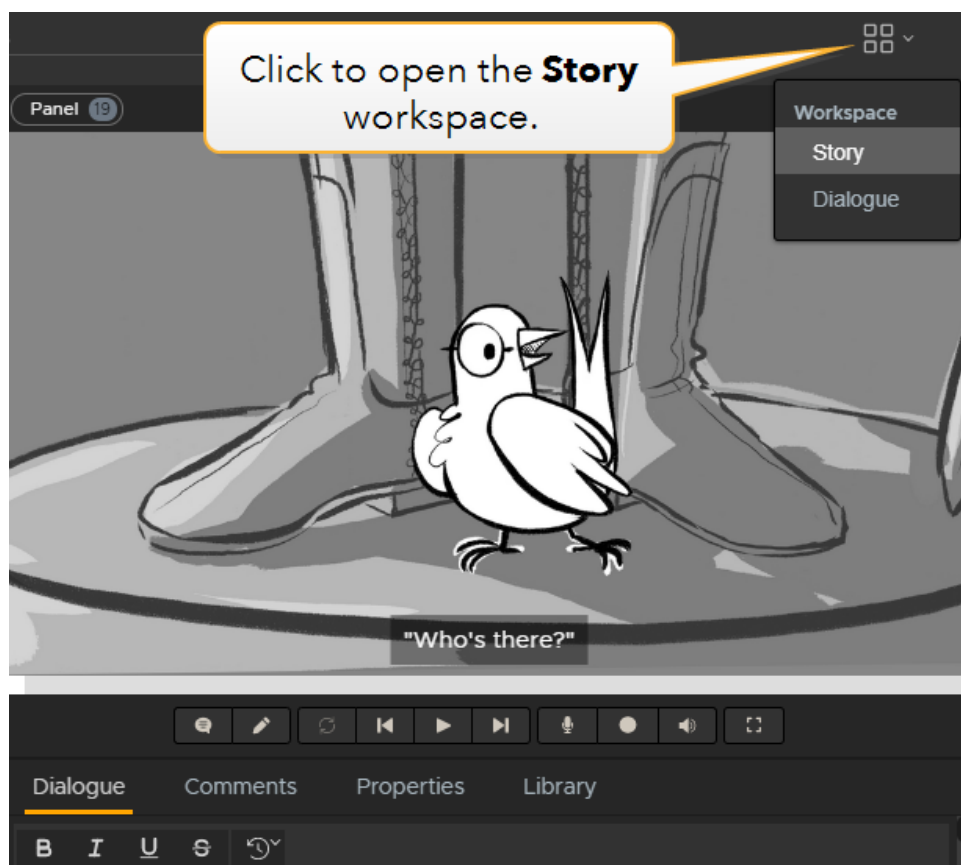 Click to open the Story
workspace.
Panel 19
Workspace
Story
Dialogue
"Who's there?"
Dialogue Comments Properties Library
B I U S